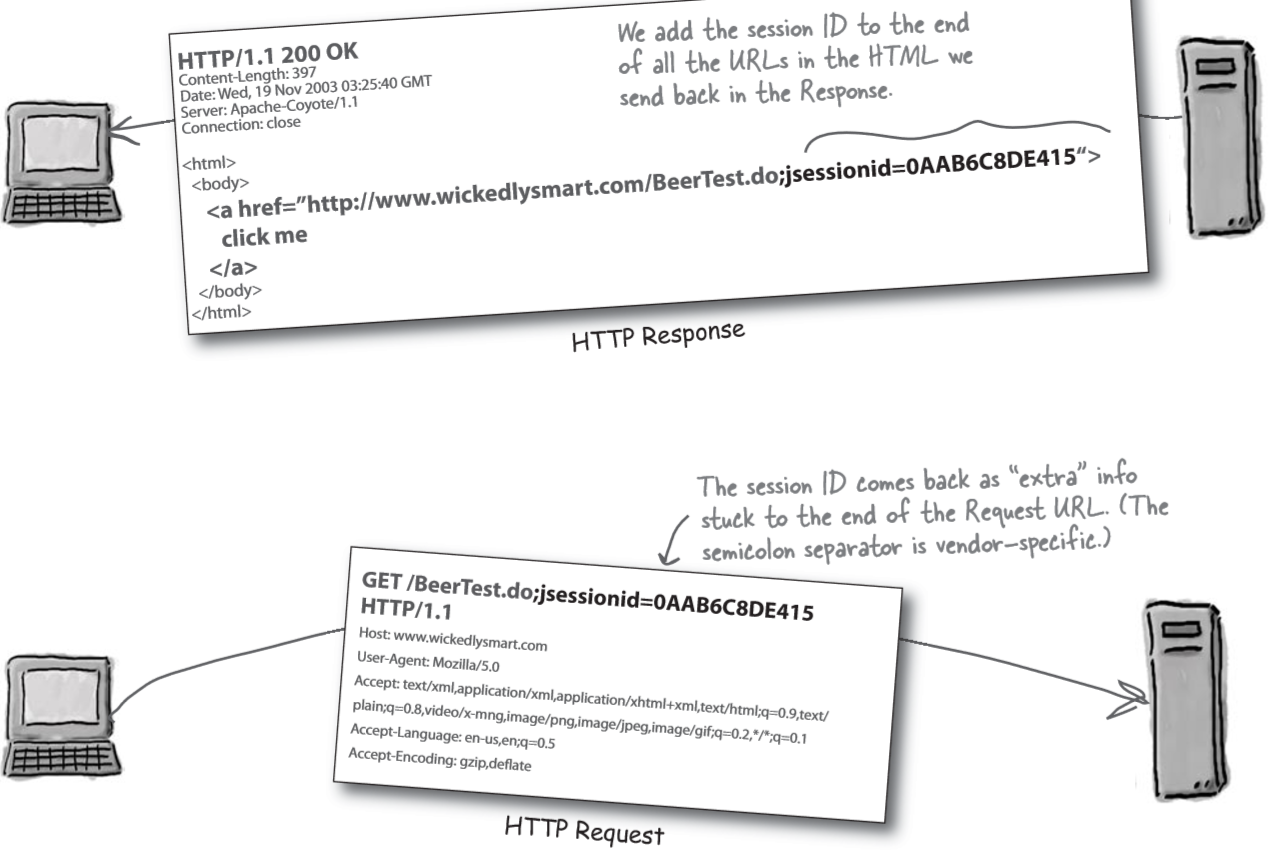 We add the session ID to the end
of all the URLs in the HTML we
send back in the Response.
HTTP/1.1 200 OK
Content-Length: 397
Date: Wed, 19 Nov 2003 03:25:40 GMT
Server: Apache-Coyote/1.1
Connection: close
<html>
<body>
<a href=”http://www.wickedlysmart.com/BeerTest.do;jsessionid=0AAB6C8DE415“>
click me
</a>
</body>
</html>
HTTP Response
The session ID comes back as “extra” info
stuck to the end of the Request URL. (The
semicolon separator is vendor-specific.)
GET /BeerTest.do;jsessionid=0AAB6C8DE415
HTTP/1.1
Host: www.wickedlysmart.com
User-Agent: Mozilla/5.0
Accept: text/xml,application/xml,application/xhtml+xml,text/html;q=0.9,text/
plain;q=0.8,video/x-mng,image/png,image/jpeg,image/gif;q=0.2,*/*;q=0.1
Accept-Language: en-us,en;q=0.5
Accept-Encoding: gzip,deflate
HTTP Request